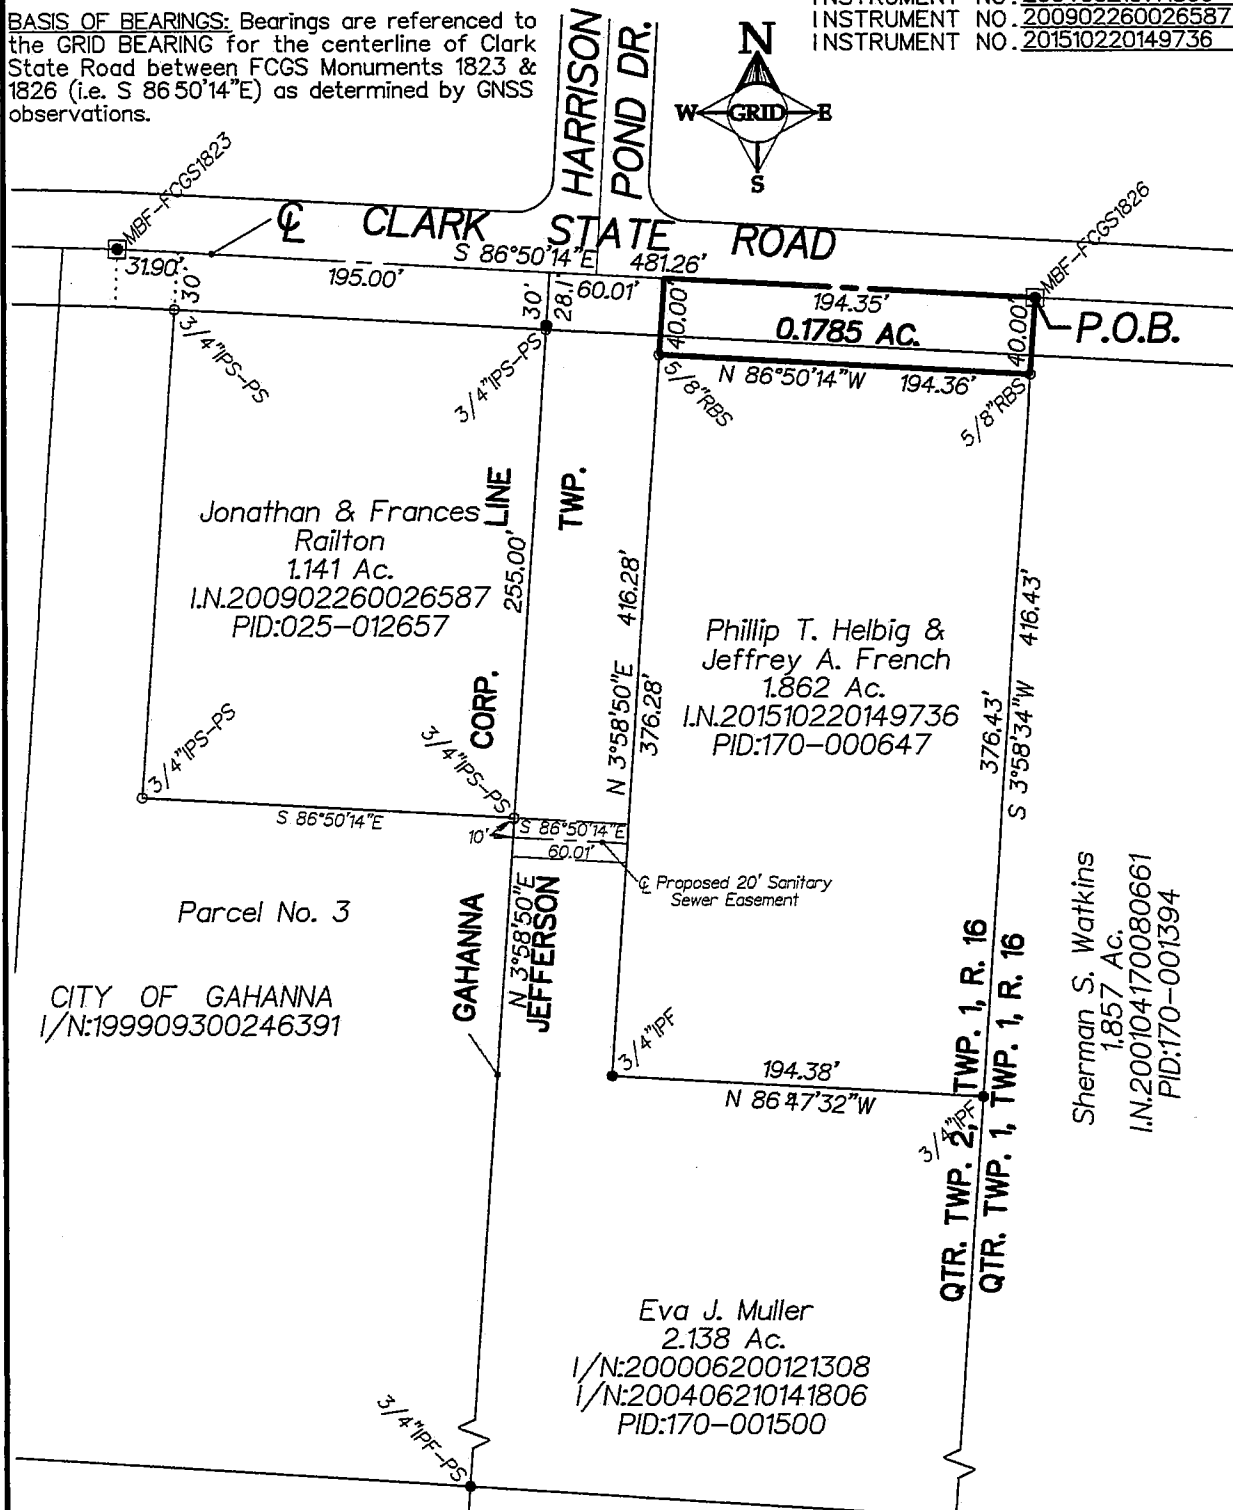 BASIS OF BEARINGS: Bearings are referenced to
the GRID BEARING for the centerline of Clark
State Road between FCGS Monuments 1823 &
1826 (i.e. S 86 50'14"E) as determined by GNSS
observations.
INSTRUMENT NO.
INSTRUMENT NO. 200902260026587
INSTRUMENT NO. 201510220149736
HARRISON
POND DR.
N
W GRID E
S
MBF-FCGS1823
℄ CLARK STATE ROAD
MBF-FCGS1826
S 86°50'14"E 481.26'
31.90'
30'
195.00'
30'
28.1'
60.01'
40.00'
194.35'
0.1785 AC.
40.00'
P.O.B.
3/4"IPS-PS
3/4"IPS-PS
5/8"RBS
N 86°50'14"W 194.36'
5/8"RBS
Jonathan & Frances
Railton
1.141 Ac.
I.N.200902260026587
PID:025-012657
LINE
TWP.
255.00'
CORP.
416.28'
N 3°58'50"E
376.28'
Phillip T. Helbig &
Jeffrey A. French
1.862 Ac.
I.N.201510220149736
PID:170-000647
416.43'
376.43'
S 3°58'34"W
3/4"IPS-PS
3/4"IPS-PS
S 86°50'14"E
10'
S 86°50'14"E
60.01'
℄ Proposed 20' Sanitary
Sewer Easement
Parcel No. 3
CITY OF GAHANNA
I/N:199909300246391
GAHANNA
N 3°58'50"E
JEFFERSON
3/4"IPF
194.38'
N 86 47'32"W
3/4"IPF
QTR. TWP. 2, TWP. 1, R. 16
QTR. TWP. 1, TWP. 1, R. 16
Sherman S. Watkins
1.857 Ac.
I.N.200104170080661
PID:170-001394
Eva J. Muller
2.138 Ac.
I/N:200006200121308
I/N:200406210141806
PID:170-001500
3/4"IPF-PS